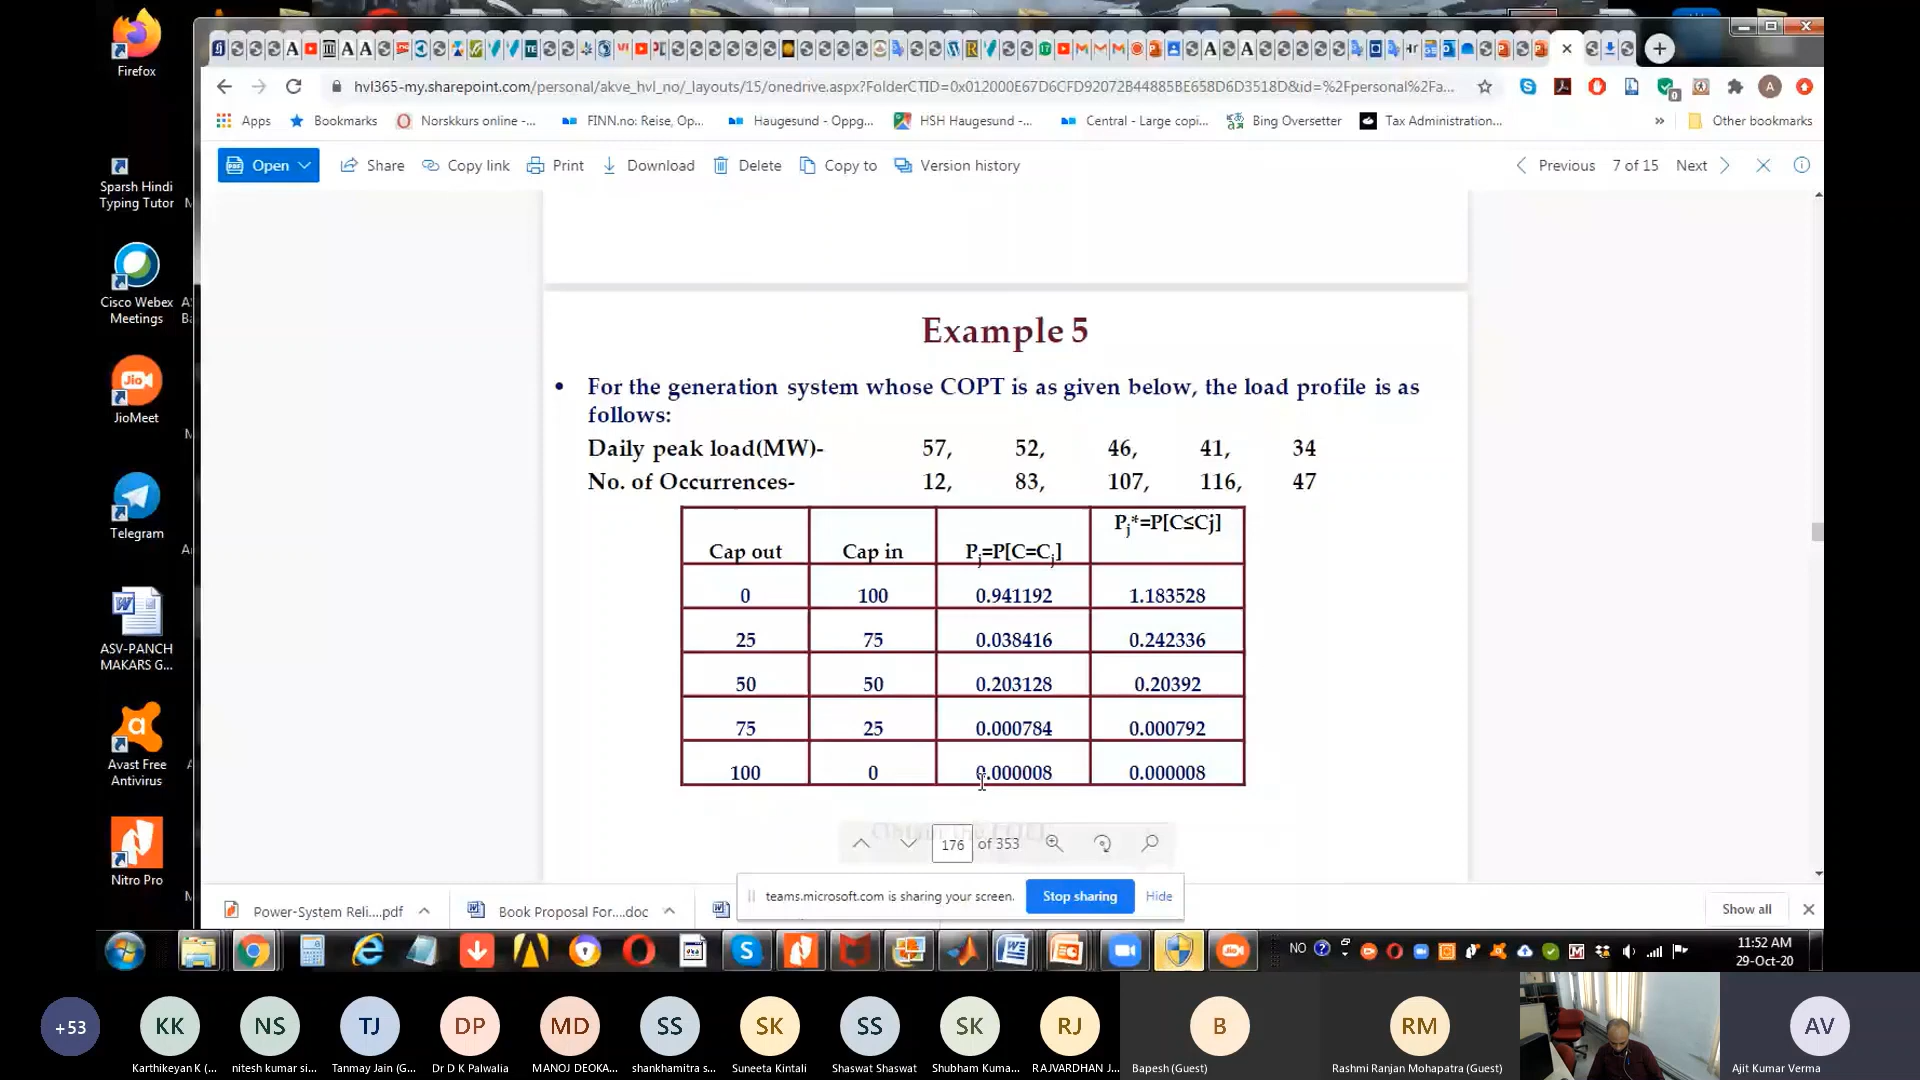 Firefox
Sparsh Hindi
Typing Tutor
Cisco Webex
Meetings
JioMeet
Telegram
ASV-PANCH
MAKARS G...
Avast Free
Antivirus
Nitro Pro
hvl365-my.sharepoint.com/personal/akve_hvl_no/_layouts/15/onedrive.aspx?FolderCTID=0x012000E67D6CFD92072B44885BE658D6D3518D&id=%2Fpersonal%2Fa...
Apps
Bookmarks
Norskkurs online -...
FINN.no: Reise, Op...
Haugesund - Oppg...
HSH Haugesund -...
Central - Large copi...
Bing Oversetter
Tax Administration...
»
Other bookmarks
Open
Share
Copy link
Print
Download
Delete
Copy to
Version history
Previous
7 of 15
Next
Example 5
• For the generation system whose COPT is as given below, the load profile is as
follows:
Daily peak load(MW)- 57, 52, 46, 41, 34
No. of Occurrences- 12, 83, 107, 116, 47
Cap out Cap in Pj=P[C=Cj] Pj*=P[C≤Cj]
0 100 0.941192 1.183528
25 75 0.038416 0.242336
50 50 0.203128 0.20392
75 25 0.000784 0.000792
100 0 0.000008 0.000008
176 of 353
teams.microsoft.com is sharing your screen.
Stop sharing
Hide
Power-System Reli....pdf
Book Proposal For....doc
Show all
NO
11:52 AM
29-Oct-20
+53
KK
NS
TJ
DP
MD
SS
SK
SS
SK
RJ
B
RM
AV
Karthikeyan K (...
nitesh kumar si...
Tanmay Jain (G...
Dr D K Palwalia
MANOJ DEOKA...
shankhamitra s...
Suneeta Kintali
Shaswat Shaswat
Shubham Kuma...
RAJVARDHAN J...
Bapesh (Guest)
Rashmi Ranjan Mohapatra (Guest)
Ajit Kumar Verma